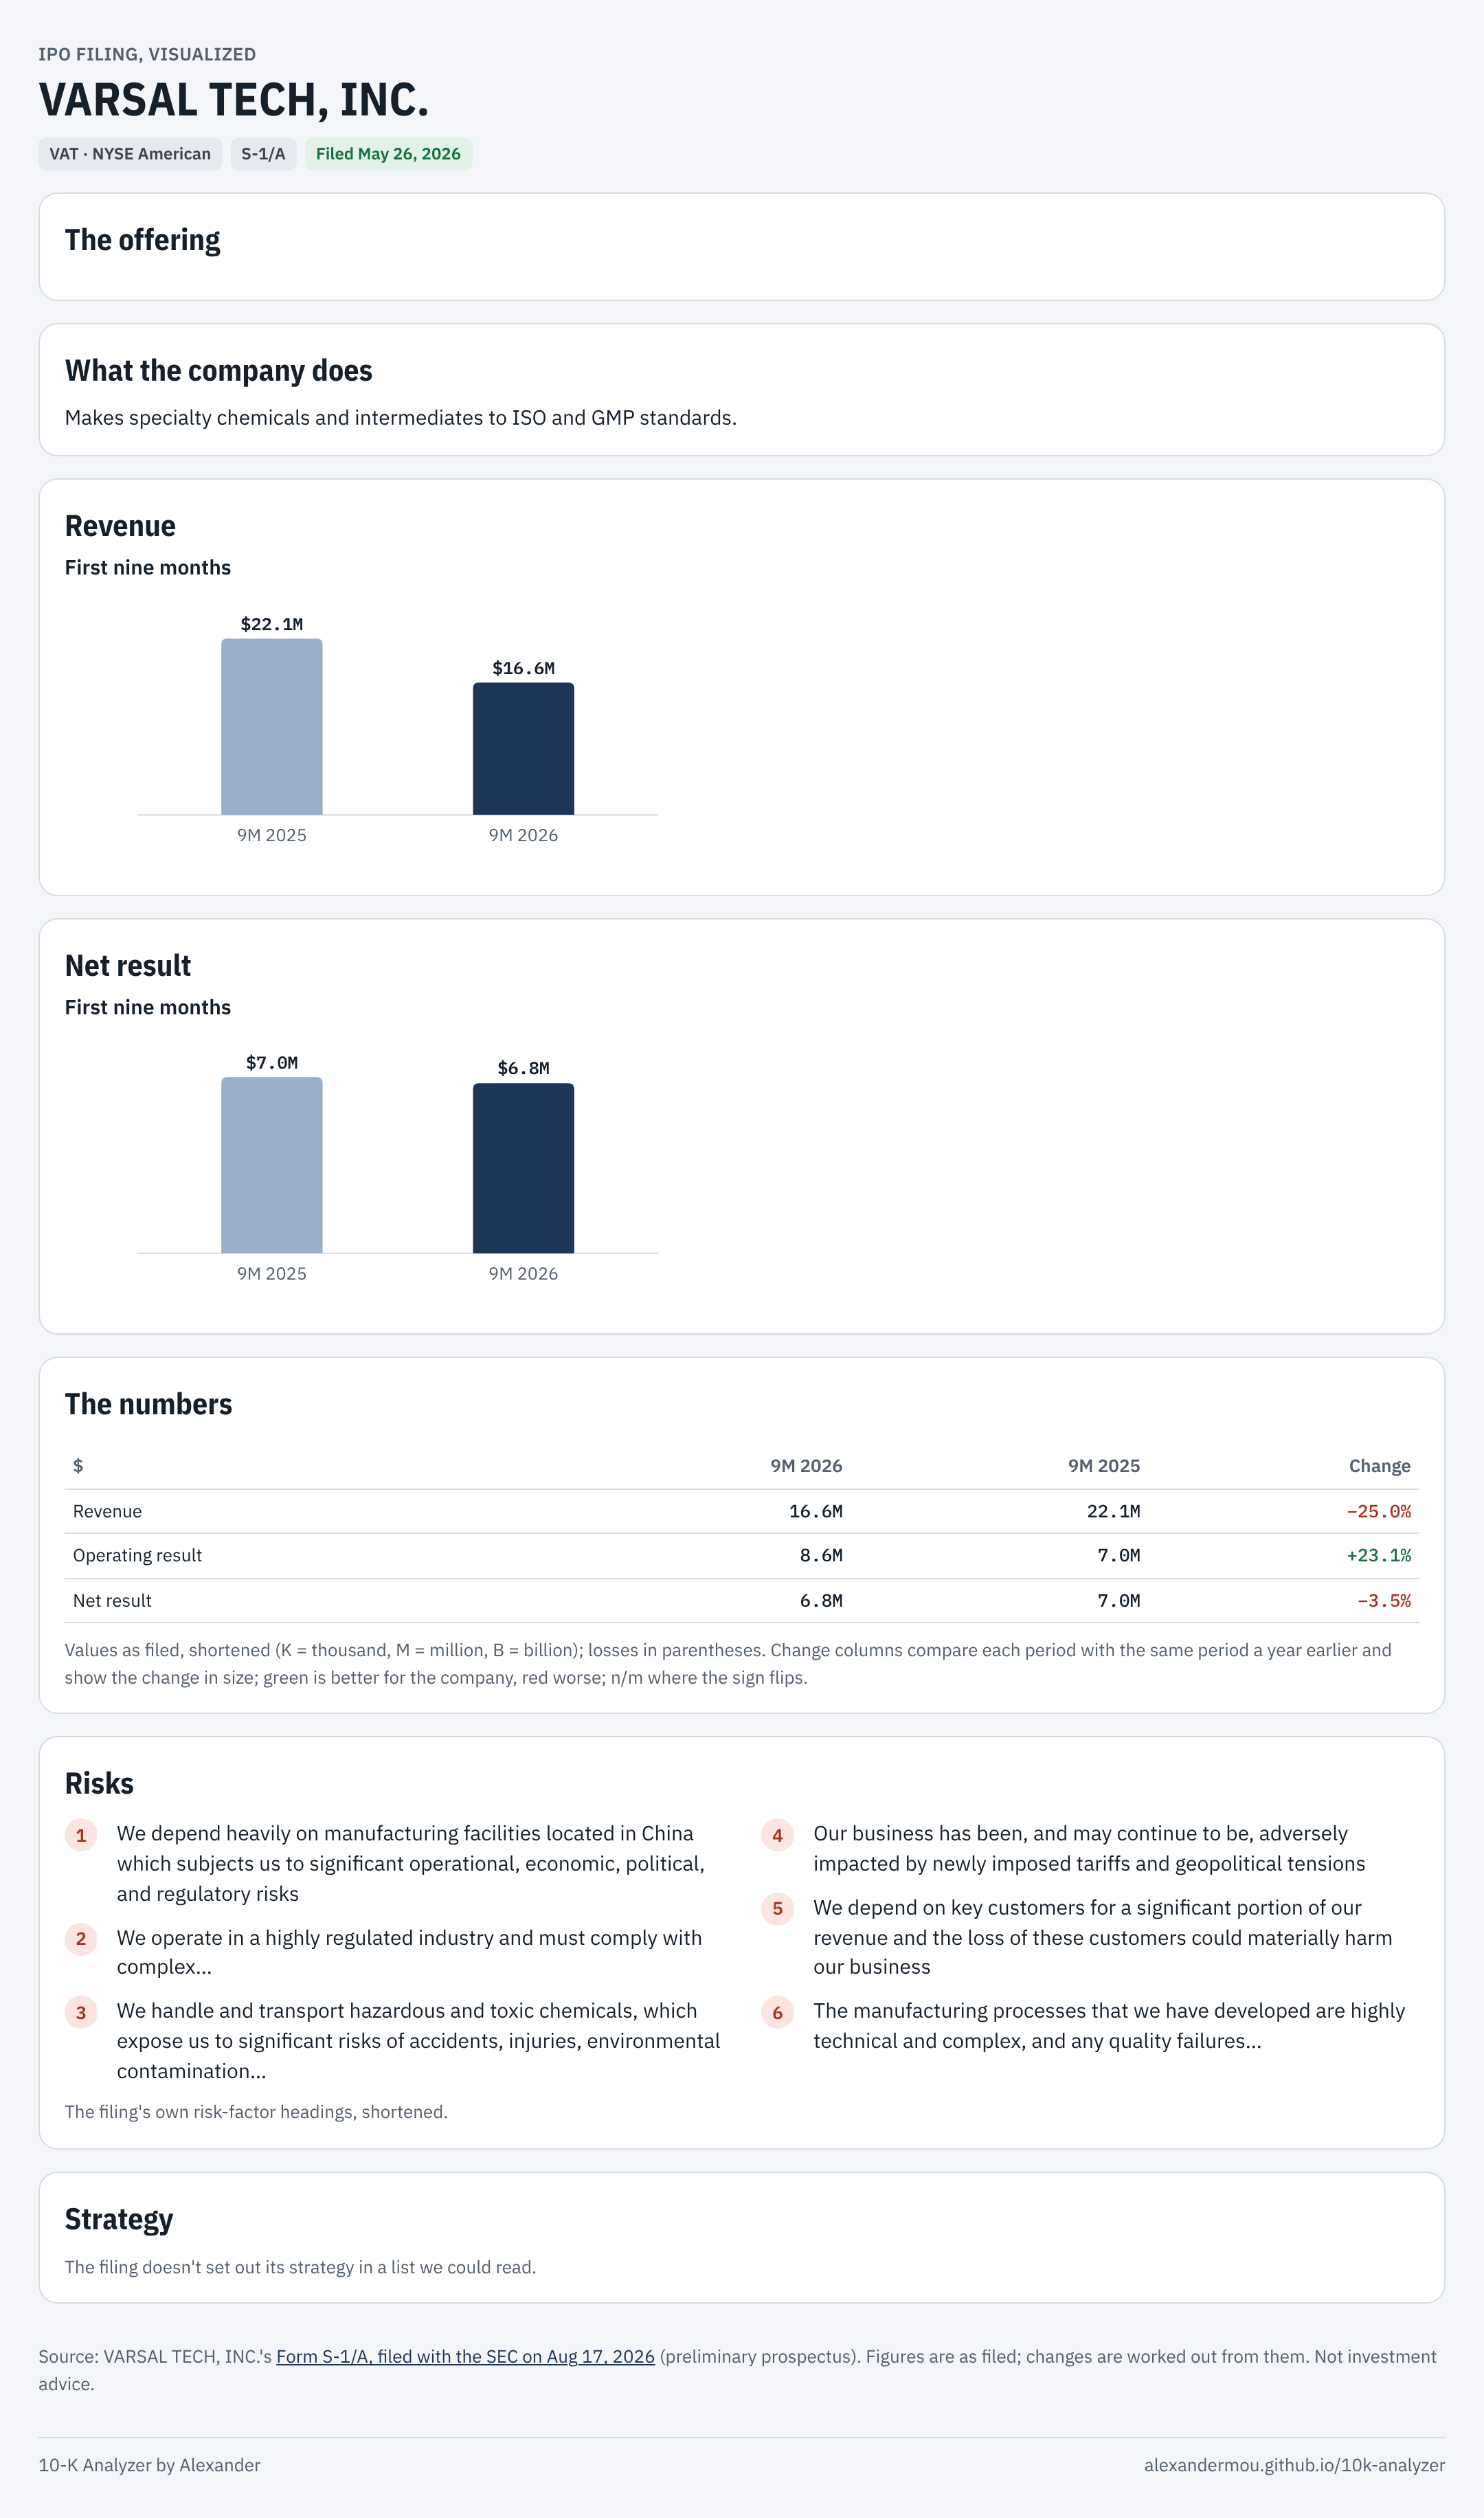 IPO FILING, VISUALIZED
VARSAL TECH, INC.
VAT · NYSE American
S-1/A
Filed May 26, 2026
The offering
What the company does
Makes specialty chemicals and intermediates to ISO and GMP standards.
Revenue
First nine months
$22.1M
$16.6M
9M 2025
9M 2026
Net result
First nine months
$7.0M
$6.8M
9M 2025
9M 2026
The numbers
$ 9M 2026 9M 2025 Change
Revenue 16.6M 22.1M −25.0%
Operating result 8.6M 7.0M +23.1%
Net result 6.8M 7.0M −3.5%
Values as filed, shortened (K = thousand, M = million, B = billion); losses in parentheses. Change columns compare each period with the same period a year earlier and
show the change in size; green is better for the company, red worse; n/m where the sign flips.
Risks
1 We depend heavily on manufacturing facilities located in China
which subjects us to significant operational, economic, political,
and regulatory risks
2 We operate in a highly regulated industry and must comply with
complex…
3 We handle and transport hazardous and toxic chemicals, which
expose us to significant risks of accidents, injuries, environmental
contamination…
4 Our business has been, and may continue to be, adversely
impacted by newly imposed tariffs and geopolitical tensions
5 We depend on key customers for a significant portion of our
revenue and the loss of these customers could materially harm
our business
6 The manufacturing processes that we have developed are highly
technical and complex, and any quality failures…
The filing's own risk-factor headings, shortened.
Strategy
The filing doesn't set out its strategy in a list we could read.
Source: VARSAL TECH, INC.'s Form S-1/A, filed with the SEC on Aug 17, 2026 (preliminary prospectus). Figures are as filed; changes are worked out from them. Not investment
advice.
10-K Analyzer by Alexander
alexandermou.github.io/10k-analyzer